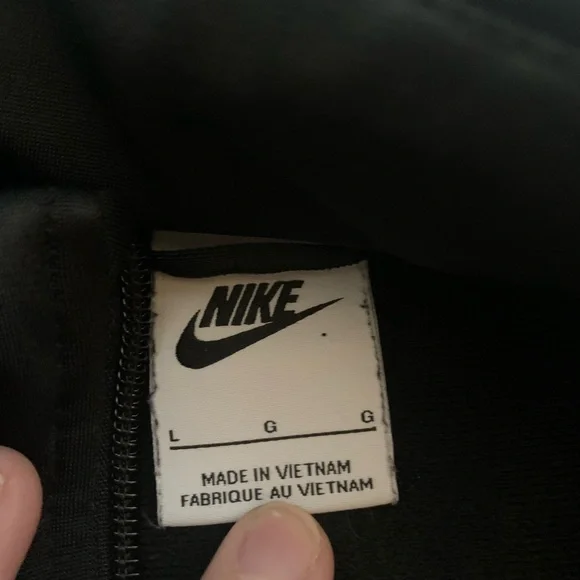 NIKE
L G G
MADE IN VIETNAM
FABRIQUE AU VIETNAM